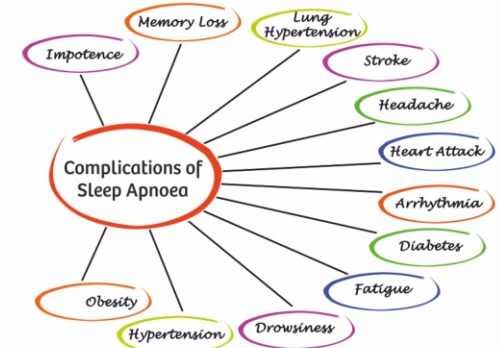 Memory Loss
Lung
Hypertension
Impotence
Stroke
Headache
Complications of
Sleep Apnoea
Heart Attack
Arrhythmia
Diabetes
Fatigue
Obesity
Hypertension
Drowsiness